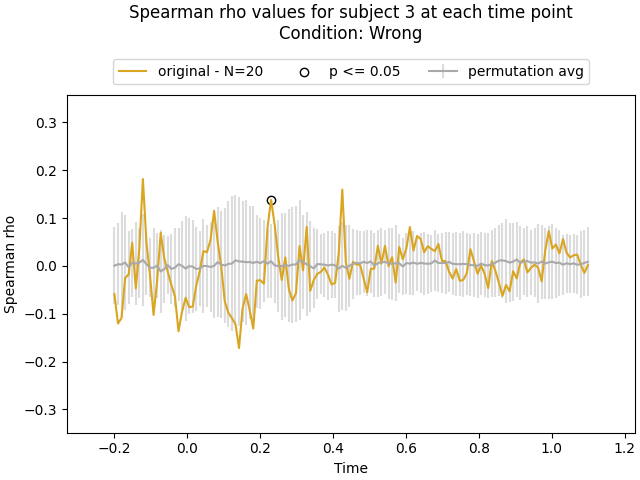 Spearman rho values for subject 3 at each time point
Condition: Wrong
original - N=20 p <= 0.05 permutation avg
0.3
0.2
0.1
0.0
−0.1
−0.2
−0.3
Spearman rho
−0.2 0.0 0.2 0.4 0.6 0.8 1.0 1.2
Time